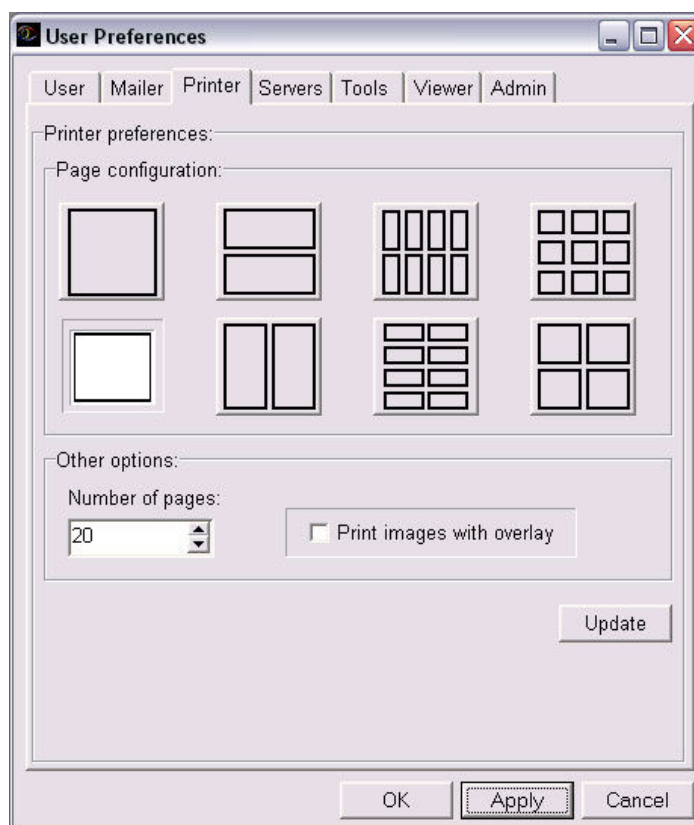 User Preferences
User Mailer Printer Servers Tools Viewer Admin
Printer preferences:
Page configuration:
Other options:
Number of pages:
20
Print images with overlay
Update
OK Apply Cancel